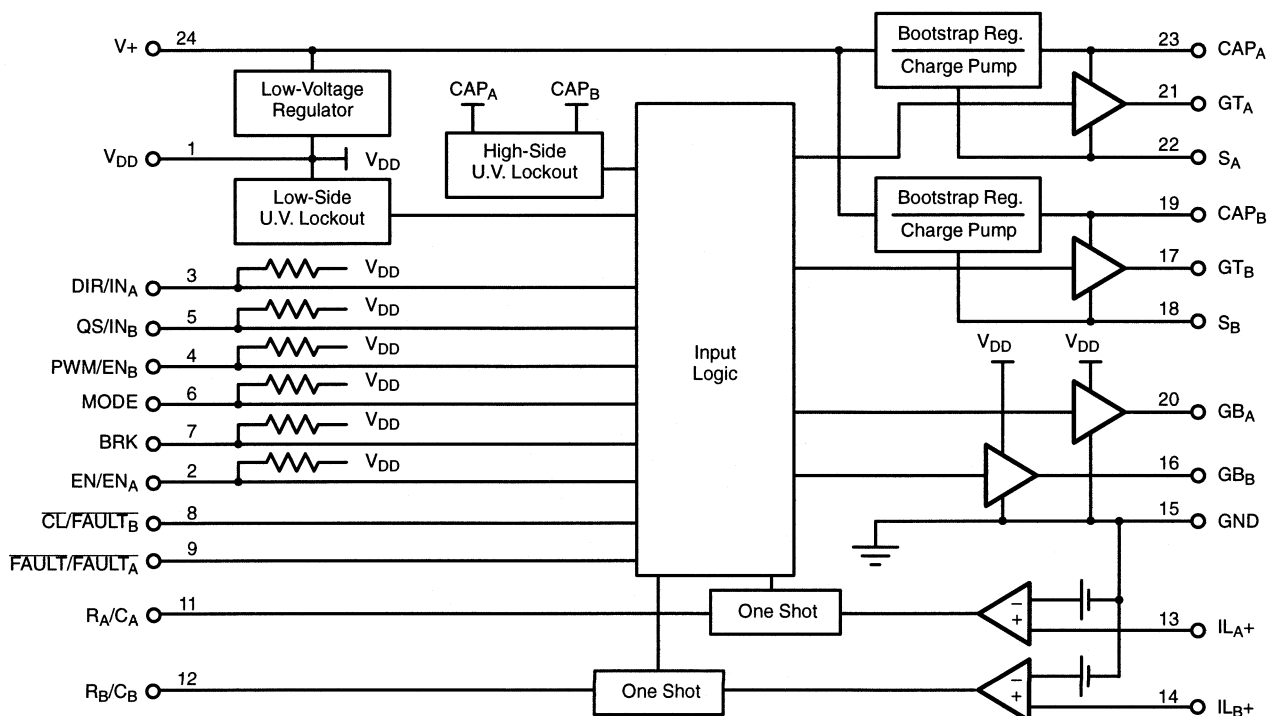 V+ 24
Low-Voltage
Regulator
VDD 1
VDD
Low-Side
U.V. Lockout
CAPA
CAPB
High-Side
U.V. Lockout
DIR/INA 3
VDD
QS/INB 5
VDD
PWM/ENB 4
VDD
MODE 6
VDD
BRK 7
VDD
EN/ENA 2
VDD
CL/FAULTB 8
FAULT/FAULTA 9
RA/CA 11
RB/CB 12
Input
Logic
One Shot
One Shot
Bootstrap Reg.
Charge Pump
23 CAPA
21 GTA
22 SA
Bootstrap Reg.
Charge Pump
19 CAPB
17 GTB
18 SB
VDD
VDD
20 GBA
16 GBB
15 GND
–
+
13 ILA+
–
+
14 ILB+